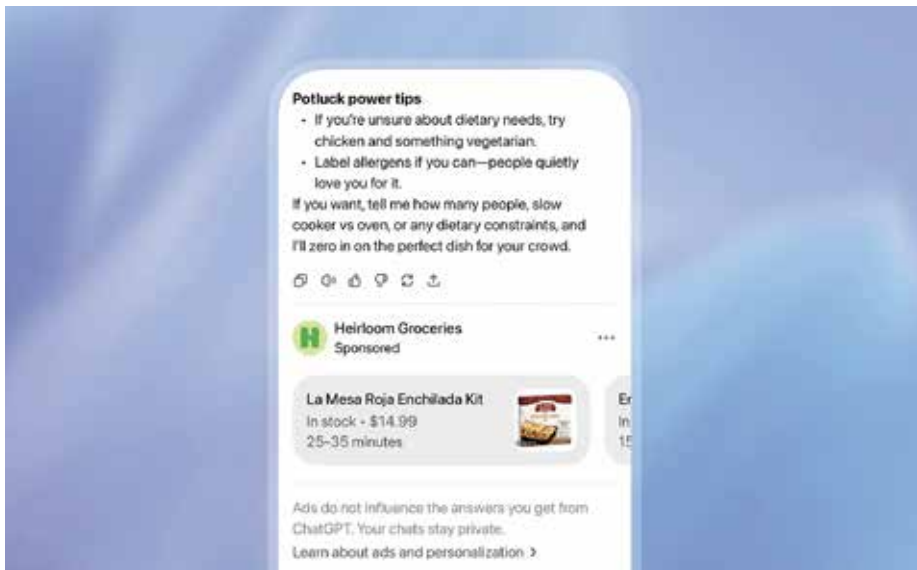 Potluck power tips
• If you're unsure about dietary needs, try
chicken and something vegetarian.
• Label allergens if you can—people quietly
love you for it.
If you want, tell me how many people, slow
cooker vs oven, or any dietary constraints, and
I'll zero in on the perfect dish for your crowd.
H
Heirloom Groceries
Sponsored
La Mesa Roja Enchilada Kit
In stock • $14.99
25–35 minutes
Er
In
15
Ads do not influence the answers you get from
ChatGPT. Your chats stay private.
Learn about ads and personalization >